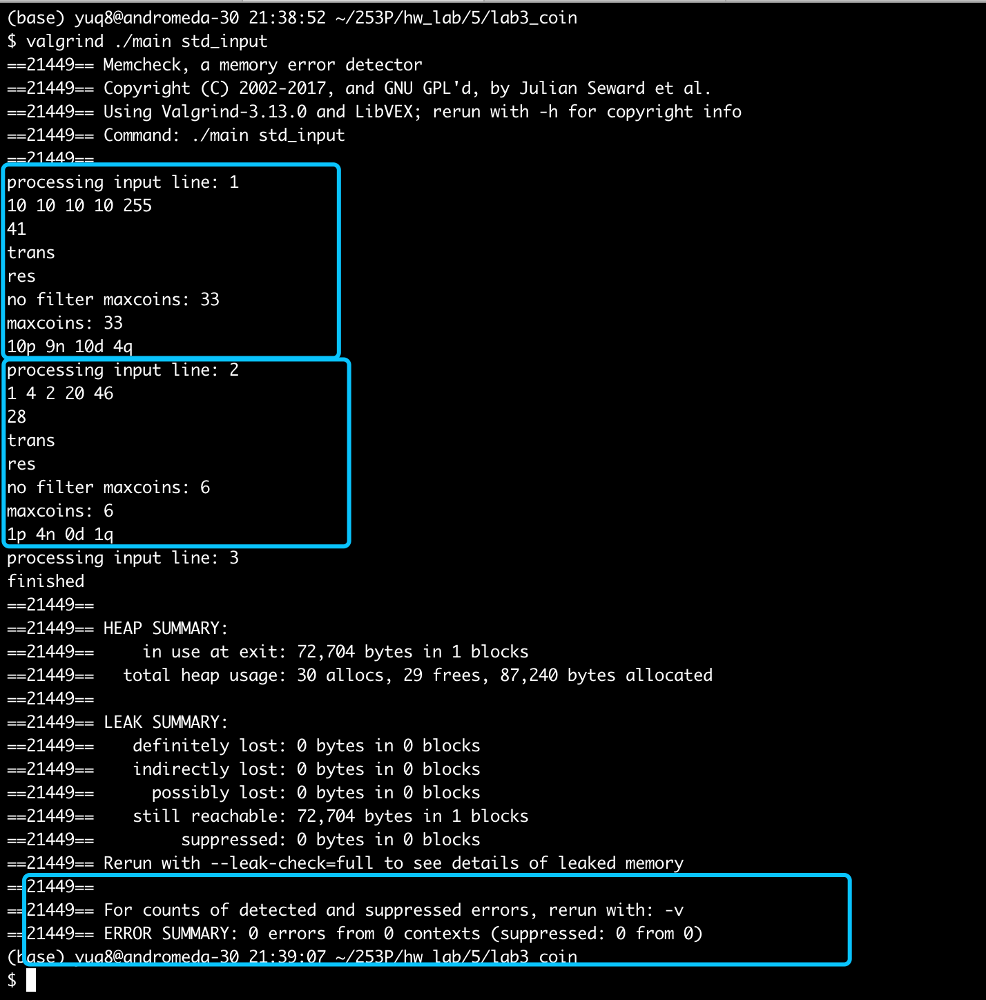 (base) yuq8@andromeda-30 21:38:52 ~/253P/hw_lab/5/lab3_coin
$ valgrind ./main std_input
==21449== Memcheck, a memory error detector
==21449== Copyright (C) 2002-2017, and GNU GPL'd, by Julian Seward et al.
==21449== Using Valgrind-3.13.0 and LibVEX; rerun with -h for copyright info
==21449== Command: ./main std_input
==21449==
processing input line: 1
10 10 10 10 255
41
trans
res
no filter maxcoins: 33
maxcoins: 33
10p 9n 10d 4q
processing input line: 2
1 4 2 20 46
28
trans
res
no filter maxcoins: 6
maxcoins: 6
1p 4n 0d 1q
processing input line: 3
finished
==21449==
==21449== HEAP SUMMARY:
==21449==     in use at exit: 72,704 bytes in 1 blocks
==21449==   total heap usage: 30 allocs, 29 frees, 87,240 bytes allocated
==21449==
==21449== LEAK SUMMARY:
==21449==    definitely lost: 0 bytes in 0 blocks
==21449==    indirectly lost: 0 bytes in 0 blocks
==21449==      possibly lost: 0 bytes in 0 blocks
==21449==    still reachable: 72,704 bytes in 1 blocks
==21449==         suppressed: 0 bytes in 0 blocks
==21449== Rerun with --leak-check=full to see details of leaked memory
==21449==
==21449== For counts of detected and suppressed errors, rerun with: -v
==21449== ERROR SUMMARY: 0 errors from 0 contexts (suppressed: 0 from 0)
(base) yuq8@andromeda-30 21:39:07 ~/253P/hw_lab/5/lab3_coin
$